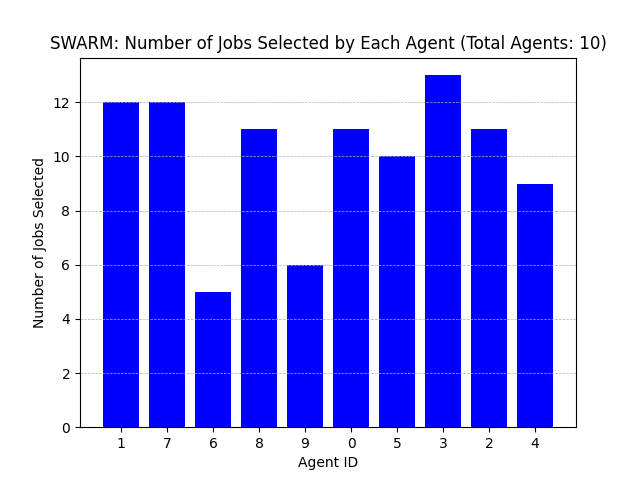 SWARM: Number of Jobs Selected by Each Agent (Total Agents: 10)
Number of Jobs Selected
12
10
8
6
4
2
0
1 7 6 8 9 0 5 3 2 4
Agent ID